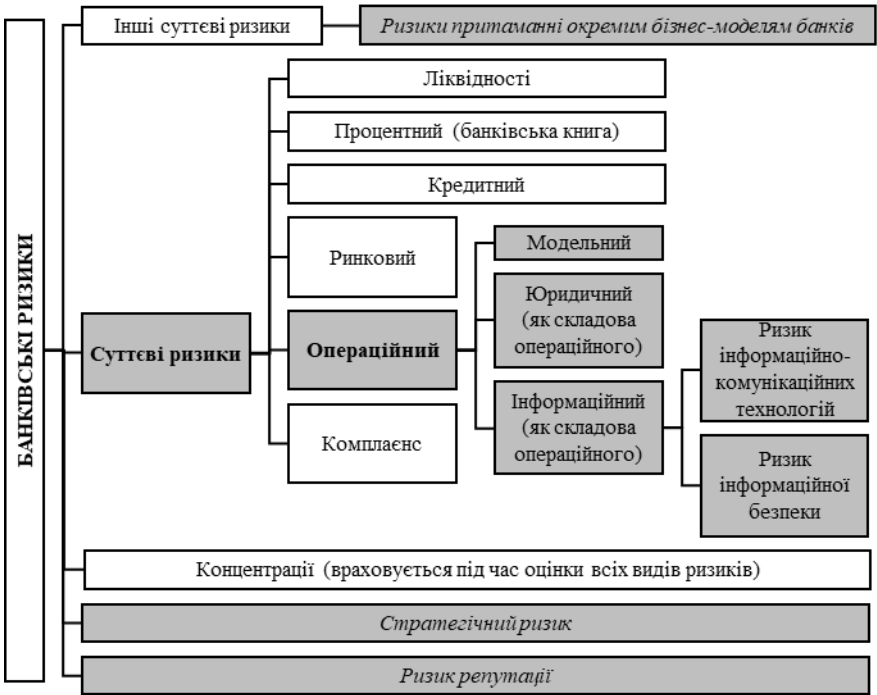 БАНКІВСЬКІ РИЗИКИ
Інші суттєві ризики
Ризики притаманні окремим бізнес-моделям банків
Суттєві ризики
Ліквідності
Процентний (банківська книга)
Кредитний
Ринковий
Операційний
Комплаєнс
Модельний
Юридичний
(як складова
операційного)
Інформаційний
(як складова
операційного)
Ризик
інформаційно-
комунікаційних
технологій
Ризик
інформаційної
безпеки
Концентрації (враховується під час оцінки всіх видів ризиків)
Стратегічний ризик
Ризик репутації